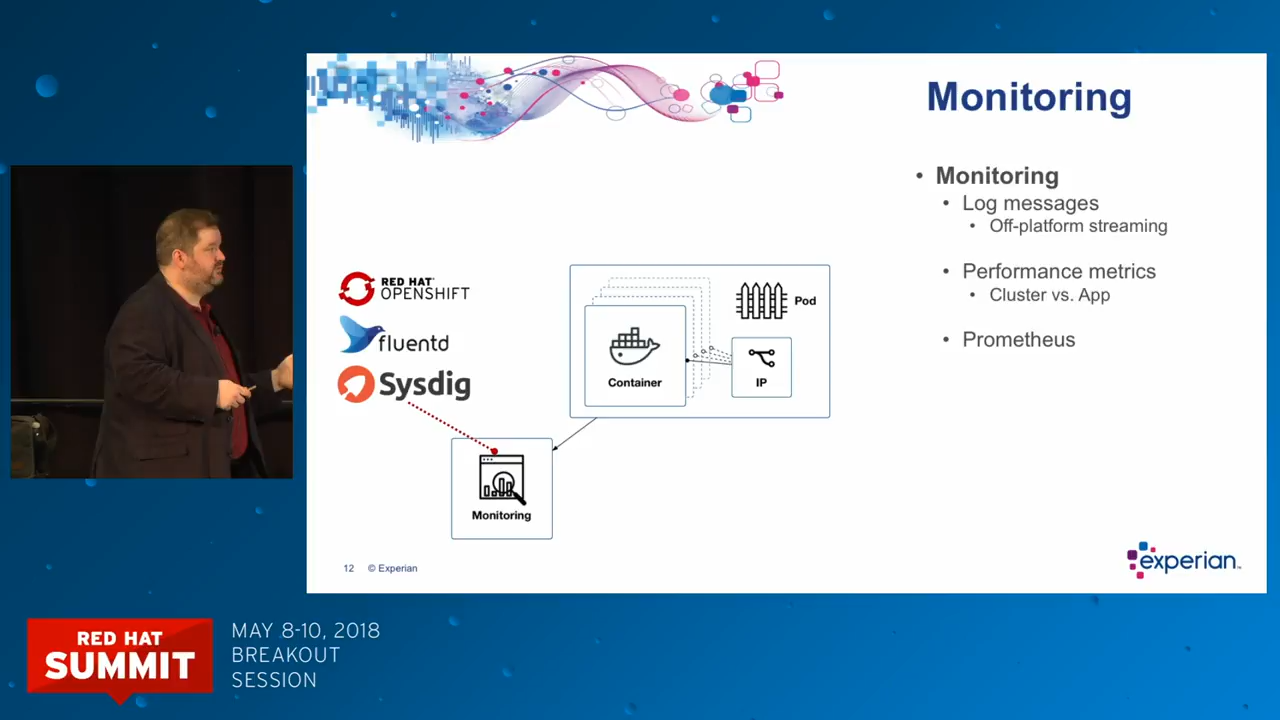 Monitoring
• Monitoring
• Log messages
• Off-platform streaming
• Performance metrics
• Cluster vs. App
• Prometheus
RED HAT
OPENSHIFT
fluentd
Sysdig
Pod
Container
IP
Monitoring
12 © Experian
experian™
RED HAT
SUMMIT
MAY 8-10, 2018
BREAKOUT
SESSION